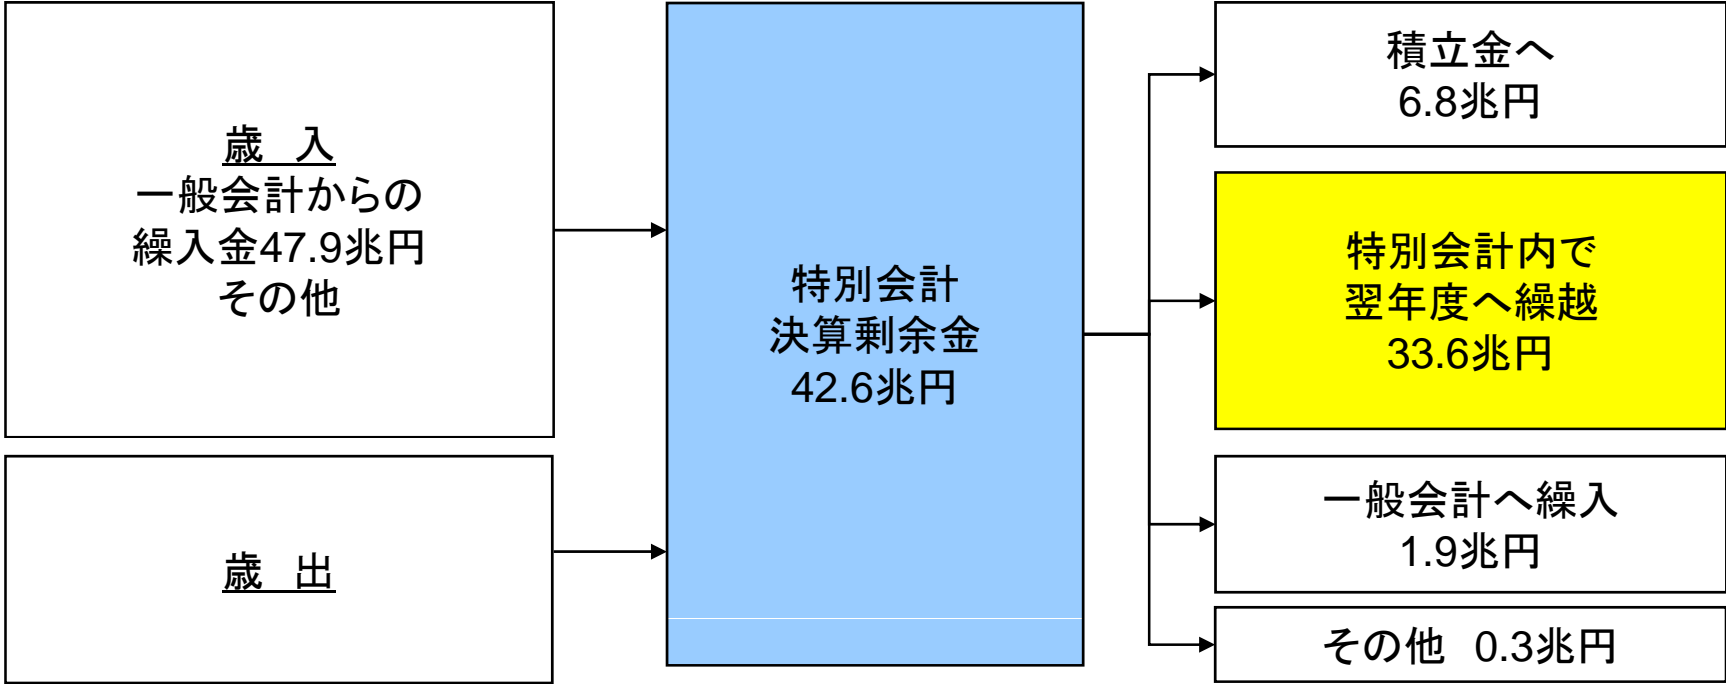 歳　入
一般会計からの
繰入金47.9兆円
その他
歳　出
特別会計
決算剰余金
42.6兆円
積立金へ
6.8兆円
特別会計内で
翌年度へ繰越
33.6兆円
一般会計へ繰入
1.9兆円
その他　0.3兆円